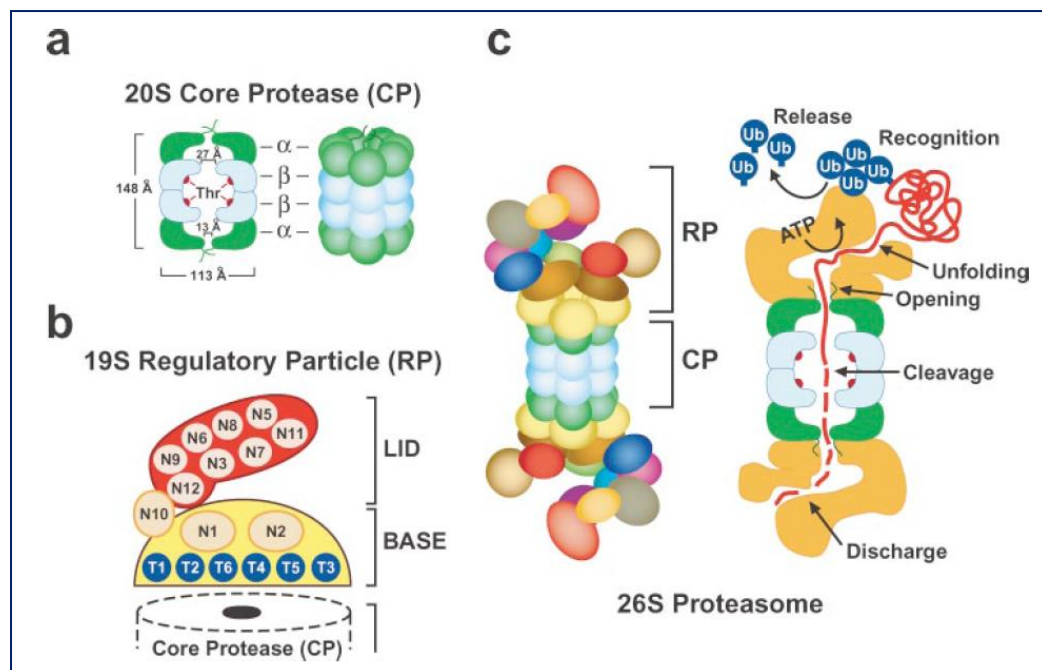 a
20S Core Protease (CP)
27 Å
148 Å
Thr
13 Å
113 Å
α
β
β
α
b
19S Regulatory Particle (RP)
N5
N8
N6
N11
N9
N3
N7
N12
LID
N10
N1
N2
BASE
T1 T2 T6 T4 T5 T3
Core Protease (CP)
c
Release
Recognition
Ub
Ub
Ub
Ub
Ub
Ub
Ub
RP
ATP
Unfolding
Opening
CP
Cleavage
Discharge
26S Proteasome